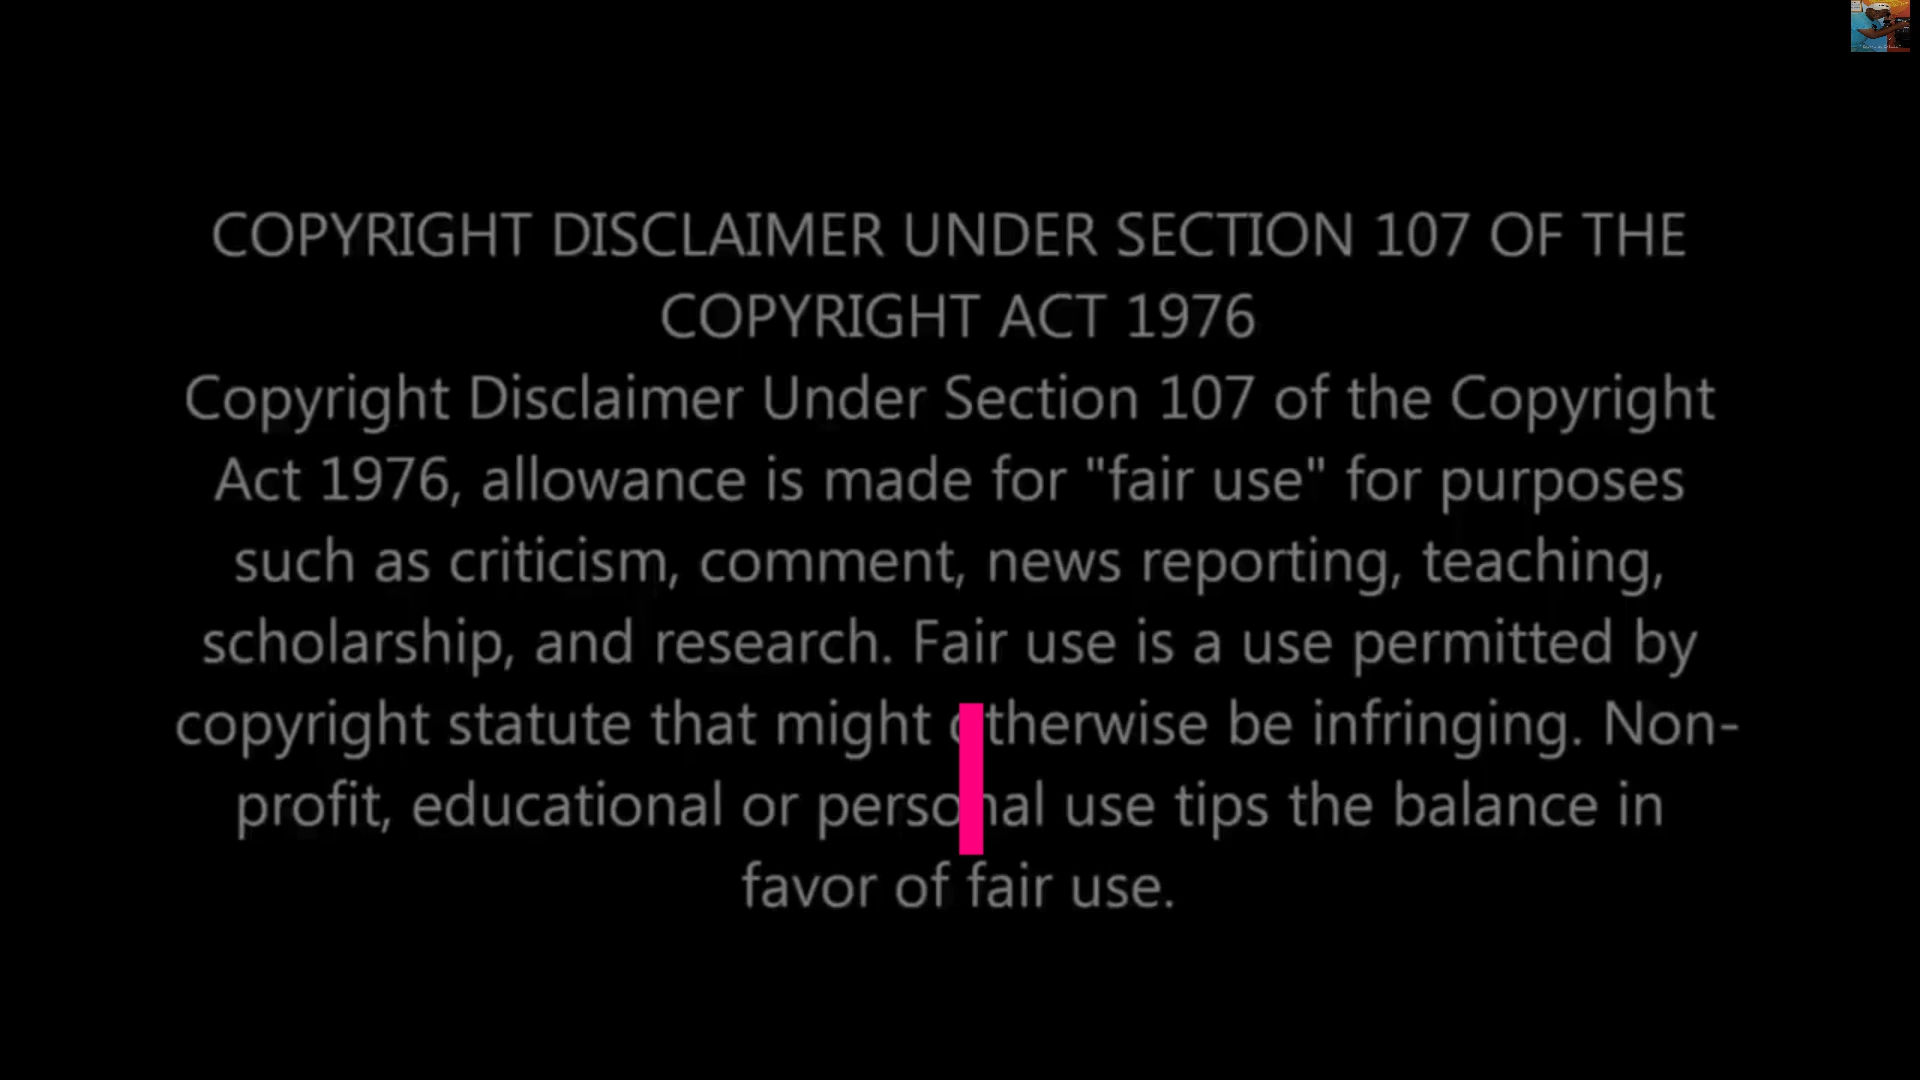 COPYRIGHT DISCLAIMER UNDER SECTION 107 OF THE
COPYRIGHT ACT 1976
Copyright Disclaimer Under Section 107 of the Copyright
Act 1976, allowance is made for "fair use" for purposes
such as criticism, comment, news reporting, teaching,
scholarship, and research. Fair use is a use permitted by
copyright statute that might otherwise be infringing. Non-
profit, educational or personal use tips the balance in
favor of fair use.